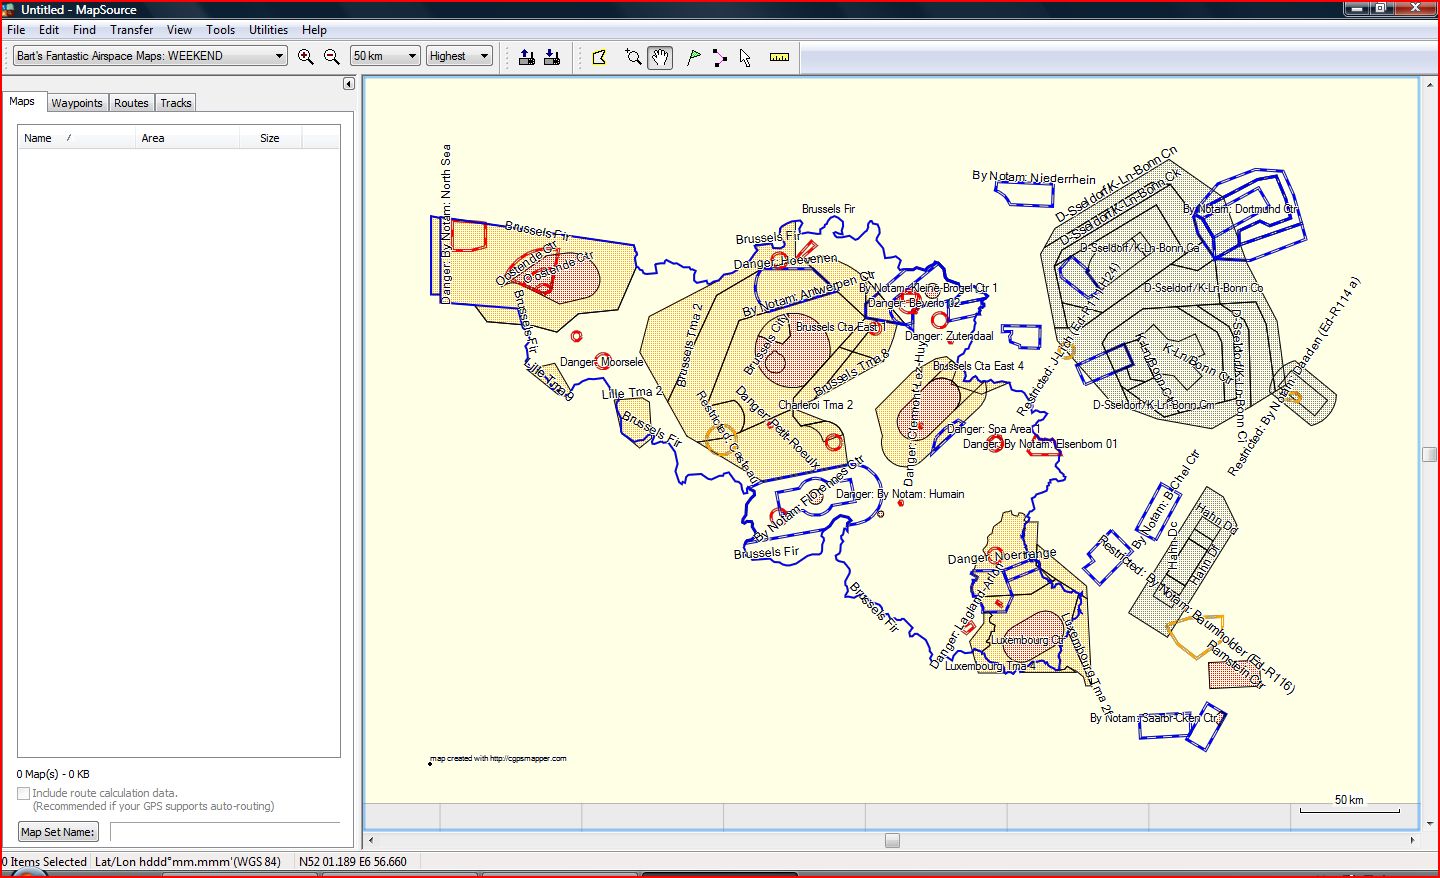 Untitled - MapSource
File Edit Find Transfer View Tools Utilities Help
Bart's Fantastic Airspace Maps: WEEKEND
50 km
Highest
Maps
Waypoints
Routes
Tracks
Name
Area
Size
0 Map(s) - 0 KB
Include route calculation data.
(Recommended if your GPS supports auto-routing)
Map Set Name:
Danger: By Notam: North Sea
Brussels Fir
Oostende Ctr
Oostende Ctr
Brussels Fir
Danger: Moorsele
Lille Tma 2
Brussels Fir
Brussels Fir
Brussels Fir
Danger: Hoevenen
By Notam: Antwerpen Ctr
Brussels Tma 2
Brussels City
Brussels Cta East 1
Brussels Tma 8
Charleroi Tma 2
Restricted: Casteau
Danger: Petit-Roeulx
By Notam: Florennes Ctr
Brussels Fir
Brussels Fir
By Notam: Kleine-Brogel Ctr 1
Danger: Beverlo 02
Danger: Zutendaal
Brussels Cta East 4
Danger: Clermont-Lez-Huy
Danger: Spa Area 1
Danger: By Notam: Elsenborn 01
Danger: By Notam: Humain
Danger: Noertrange
Danger: Lagland-Arlon
Luxembourg Ctr
Luxembourg Tma 4
Luxembourg Tma 2f
By Notam: Niederrhein
D-Sseldorf/K-Ln-Bonn Cn
D-Sseldorf/K-Ln-Bonn Ck
D-Sseldorf/K-Ln-Bonn Ca
By Notam: Dortmund Ctr
D-Sseldorf/K-Ln-Bonn Co
D-Sseldorf/K-Ln-Bonn Ci
K-Ln/Bonn Ctr
K-Ln/Bonn Ctr
D-Sseldorf/K-Ln-Bonn Cm
Restricted: By Notam: Daaden (Ed-R114 a)
By Notam: B-Chel Ctr
Hahn Dd
Hahn Dc
Hahn Df
Restricted: By Notam: Baumholder (Ed-R116)
Ramstein Ctr
By Notam: Saarbr-Cken Ctr
map created with http://cgpsmapper.com
50 km
0 Items Selected
Lat/Lon hddd°mm.mmm'(WGS 84)
N52 01.189 E6 56.660